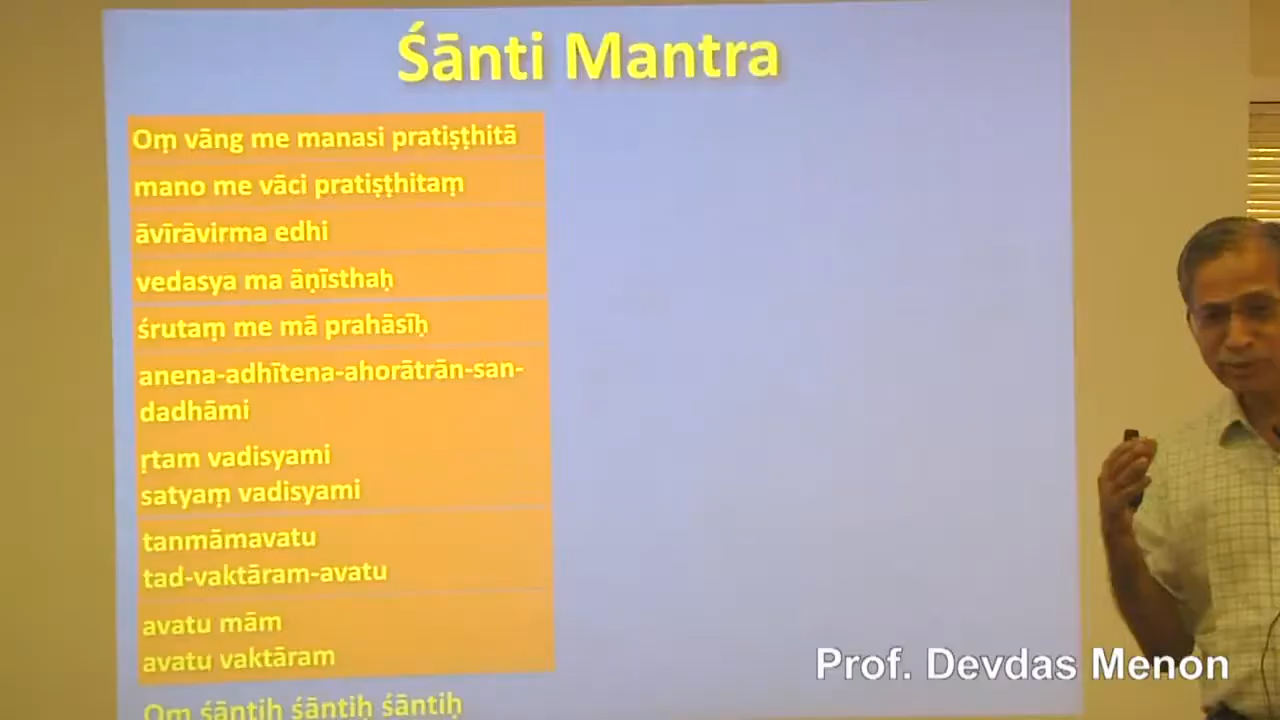 Śānti Mantra
Oṃ vāng me manasi pratiṣṭhitā
mano me vāci pratiṣṭhitaṃ
āvīrāvirma edhi
vedasya ma āṇīsthaḥ
śrutaṃ me mā prahāsīḥ
anena-adhītena-ahorātrān-san-
dadhāmi
ṛtam vadisyami
satyaṃ vadisyami
tanmāmavatu
tad-vaktāram-avatu
avatu mām
avatu vaktāram
Om śāntiḥ śāntiḥ śāntiḥ
Prof. Devdas Menon